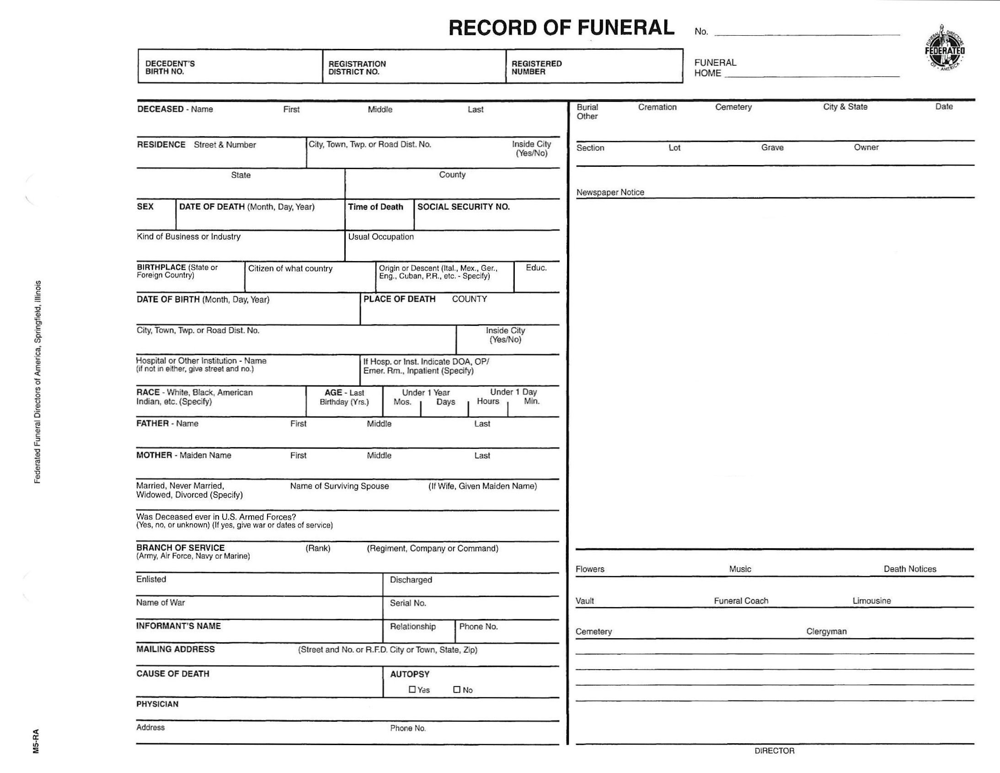 RECORD OF FUNERAL No.
FUNERAL DIRECTORS
FEDERATED
OF AMERICA
DECEDENT'S
BIRTH NO.
REGISTRATION
DISTRICT NO.
REGISTERED
NUMBER
FUNERAL
HOME
DECEASED - Name First Middle Last
RESIDENCE Street & Number City, Town, Twp. or Road Dist. No. Inside City
(Yes/No)
State County
SEX DATE OF DEATH (Month, Day, Year) Time of Death SOCIAL SECURITY NO.
Kind of Business or Industry Usual Occupation
BIRTHPLACE (State or
Foreign Country)
Citizen of what country
Origin or Descent (Ital., Mex., Ger.,
Eng., Cuban, P.R., etc. - Specify)
Educ.
DATE OF BIRTH (Month, Day, Year) PLACE OF DEATH COUNTY
City, Town, Twp. or Road Dist. No. Inside City
(Yes/No)
Hospital or Other Institution - Name
(if not in either, give street and no.)
If Hosp. or Inst. Indicate DOA, OP/
Emer. Rm., Inpatient (Specify)
RACE - White, Black, American
Indian, etc. (Specify)
AGE - Last
Birthday (Yrs.)
Under 1 Year
Mos. Days
Under 1 Day
Hours Min.
FATHER - Name First Middle Last
MOTHER - Maiden Name First Middle Last
Married, Never Married,
Widowed, Divorced (Specify)
Name of Surviving Spouse (If Wife, Given Maiden Name)
Was Deceased ever in U.S. Armed Forces?
(Yes, no, or unknown) (If yes, give war or dates of service)
BRANCH OF SERVICE (Rank) (Regiment, Company or Command)
(Army, Air Force, Navy or Marine)
Enlisted Discharged
Name of War Serial No.
INFORMANT'S NAME Relationship Phone No.
MAILING ADDRESS (Street and No. or R.F.D. City or Town, State, Zip)
CAUSE OF DEATH AUTOPSY
Yes No
PHYSICIAN
Address Phone No.
Burial Cremation Cemetery City & State Date
Other
Section Lot Grave Owner
Newspaper Notice
Flowers Music Death Notices
Vault Funeral Coach Limousine
Cemetery Clergyman
DIRECTOR
Federated Funeral Directors of America, Springfield, Illinois
M5-RA